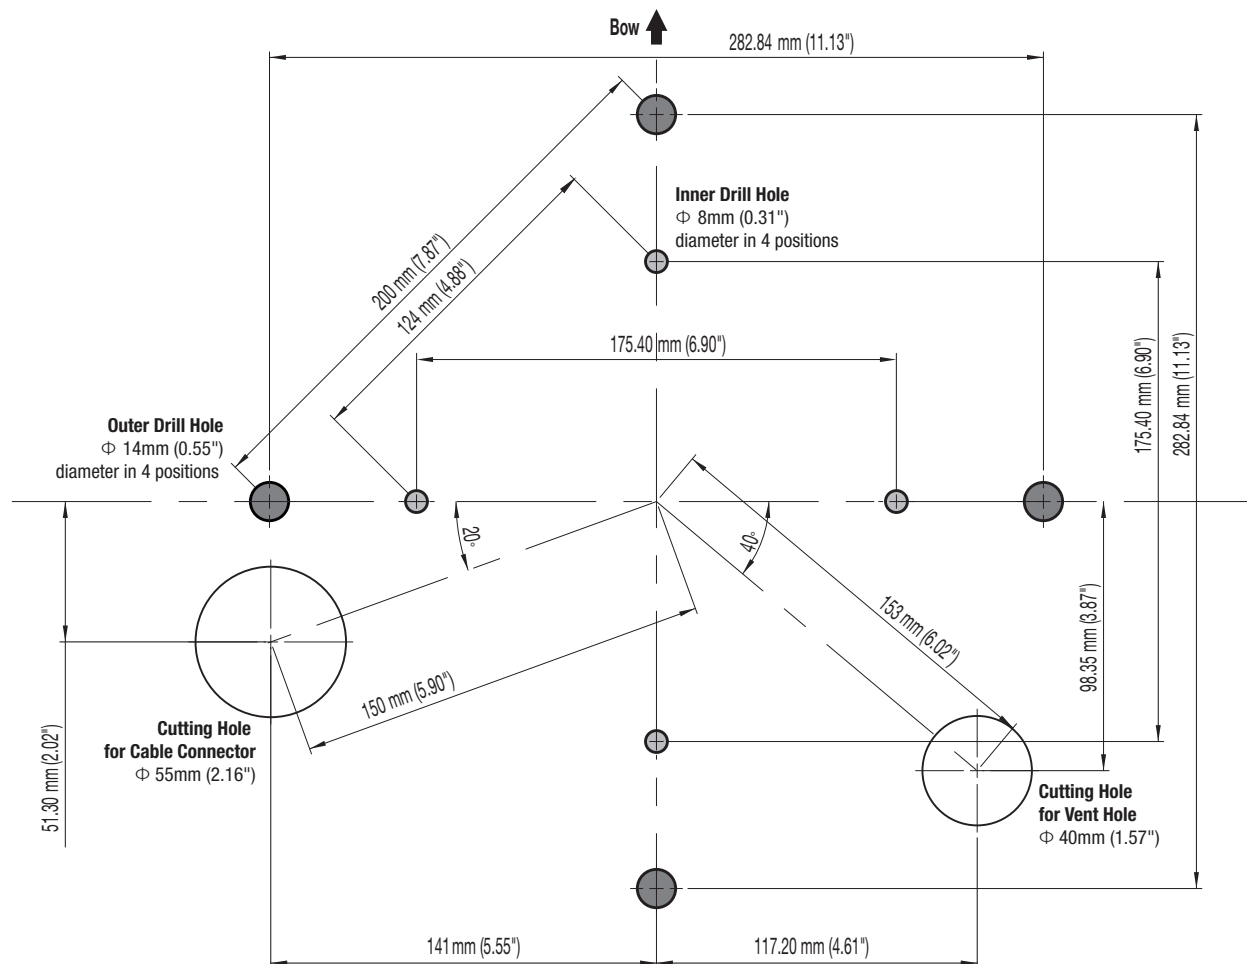 Bow
282.84 mm (11.13")
Inner Drill Hole
Φ 8mm (0.31")
diameter in 4 positions
200 mm (7.87")
124 mm (4.88")
175.40 mm (6.90")
175.40 mm (6.90")
282.84 mm (11.13")
Outer Drill Hole
Φ 14mm (0.55")
diameter in 4 positions
20°
40°
153 mm (6.02")
98.35 mm (3.87")
150 mm (5.90")
Cutting Hole
for Cable Connector
Φ 55mm (2.16")
51.30 mm (2.02")
Cutting Hole
for Vent Hole
Φ 40mm (1.57")
141 mm (5.55")
117.20 mm (4.61")